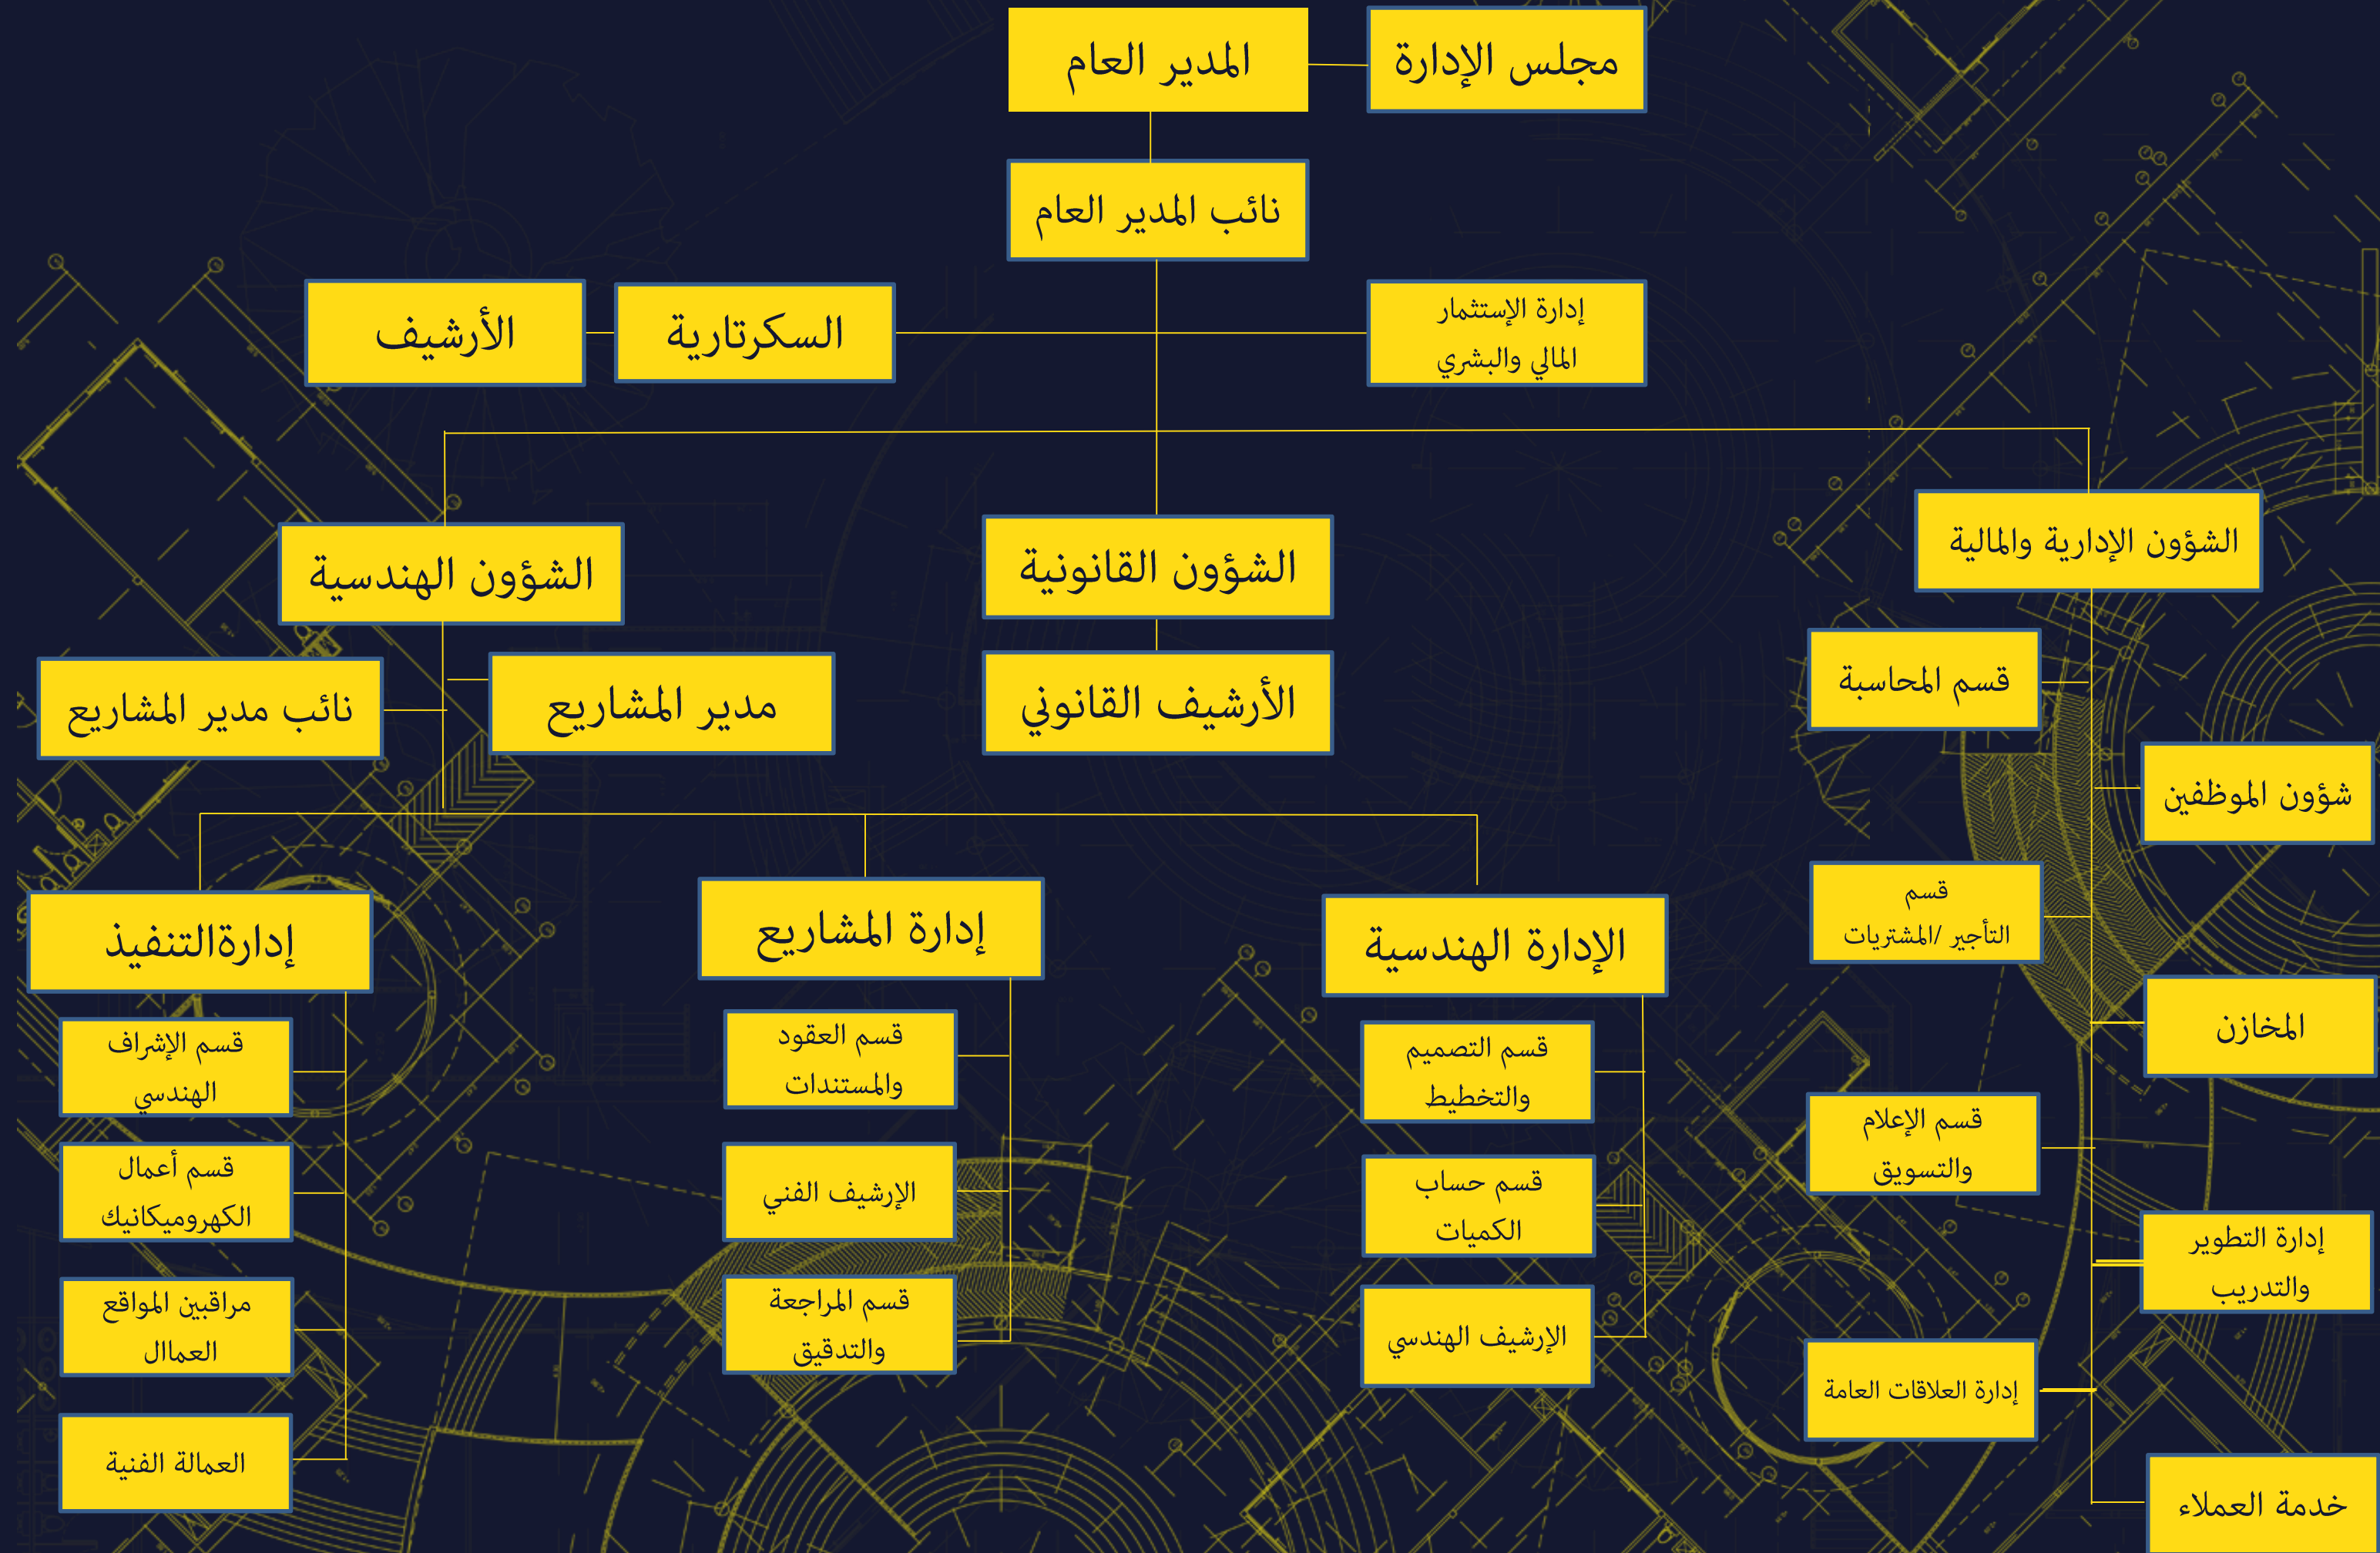 مجلس الإدارة
المدير العام
نائب المدير العام
إدارة الإستثمار
المالي والبشري
السكرتارية
الأرشيف
الشؤون الإدارية والمالية
الشؤون القانونية
الشؤون الهندسية
قسم المحاسبة
الأرشيف القانوني
مدير المشاريع
نائب مدير المشاريع
شؤون الموظفين
قسم
التأجير /المشتريات
المخازن
قسم الإعلام
والتسويق
إدارة التطوير
والتدريب
إدارة العلاقات العامة
خدمة العملاء
الإدارة الهندسية
قسم التصميم
والتخطيط
قسم حساب
الكميات
الإرشيف الهندسي
إدارة المشاريع
قسم العقود
والمستندات
الإرشيف الفني
قسم المراجعة
والتدقيق
إدارةالتنفيذ
قسم الإشراف
الهندسي
قسم أعمال
الكهروميكانيك
مراقبين المواقع
العماال
العمالة الفنية